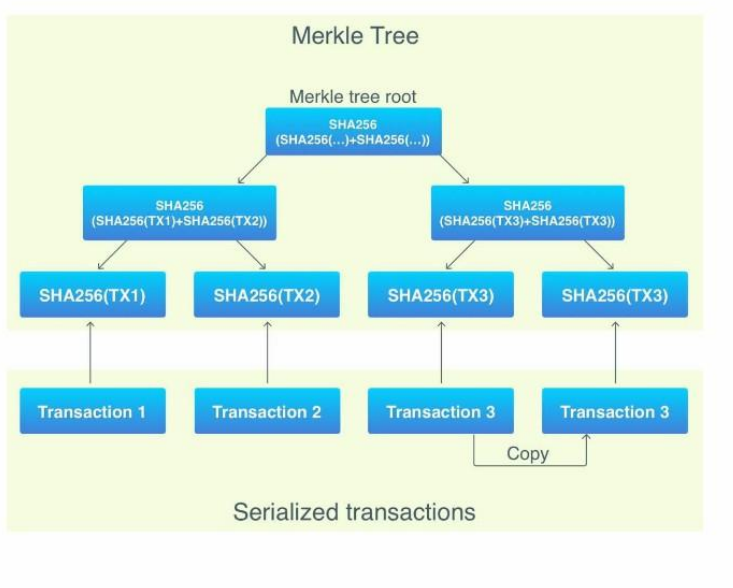 Merkle Tree
Merkle tree root
SHA256
(SHA256(...)+SHA256(...))
SHA256
(SHA256(TX1)+SHA256(TX2))
SHA256
(SHA256(TX3)+SHA256(TX3))
SHA256(TX1)
SHA256(TX2)
SHA256(TX3)
SHA256(TX3)
Transaction 1
Transaction 2
Transaction 3
Transaction 3
Copy
Serialized transactions